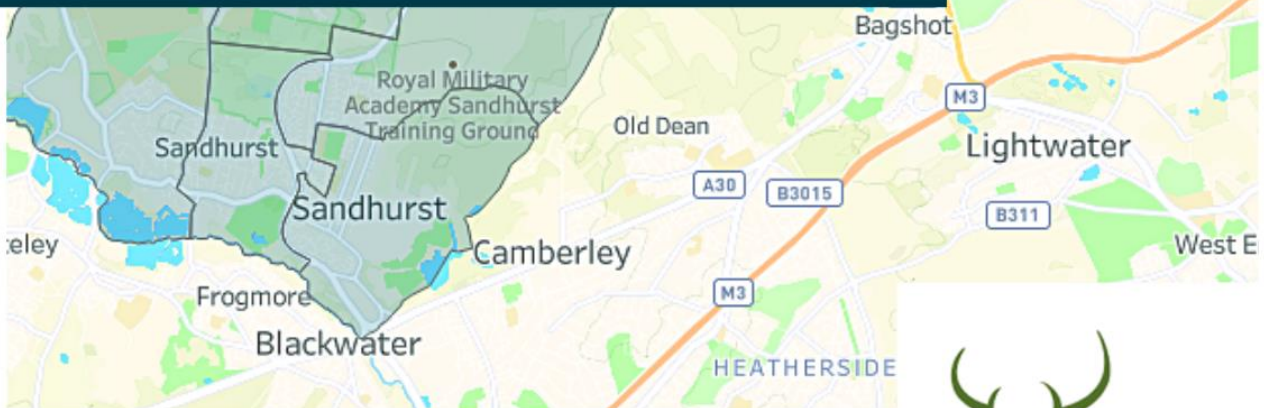 Bagshot
Royal Military
Academy Sandhurst
Training Ground
M3
Old Dean
Sandhurst
Lightwater
A30
B3015
Sandhurst
B311
eley
Camberley
West E
M3
Frogmore
Blackwater
HEATHERSIDE